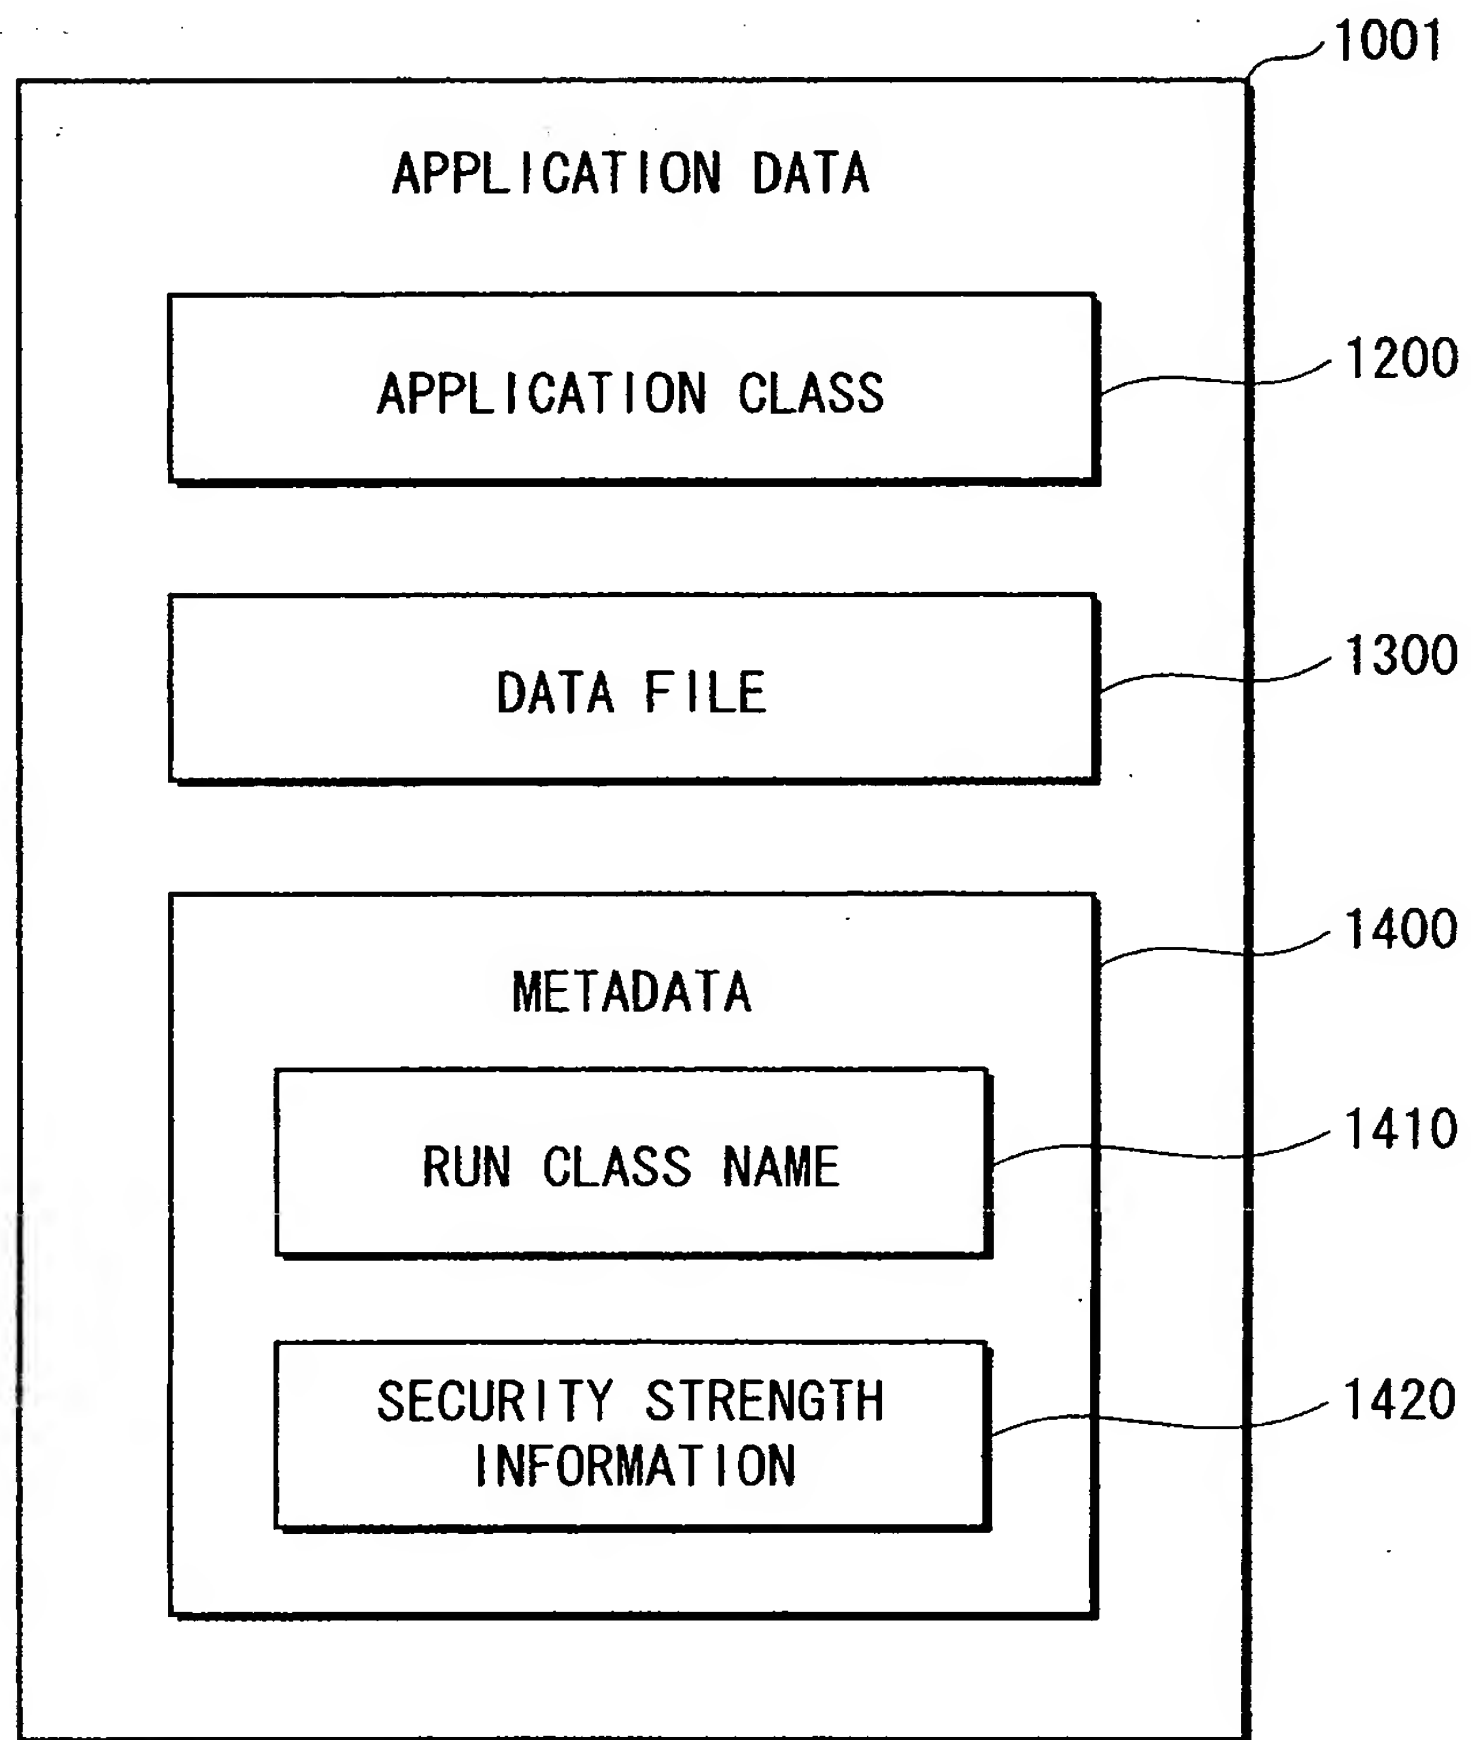 1001
APPLICATION DATA
APPLICATION CLASS
1200
DATA FILE
1300
1400
METADATA
RUN CLASS NAME
1410
SECURITY STRENGTH
INFORMATION
1420